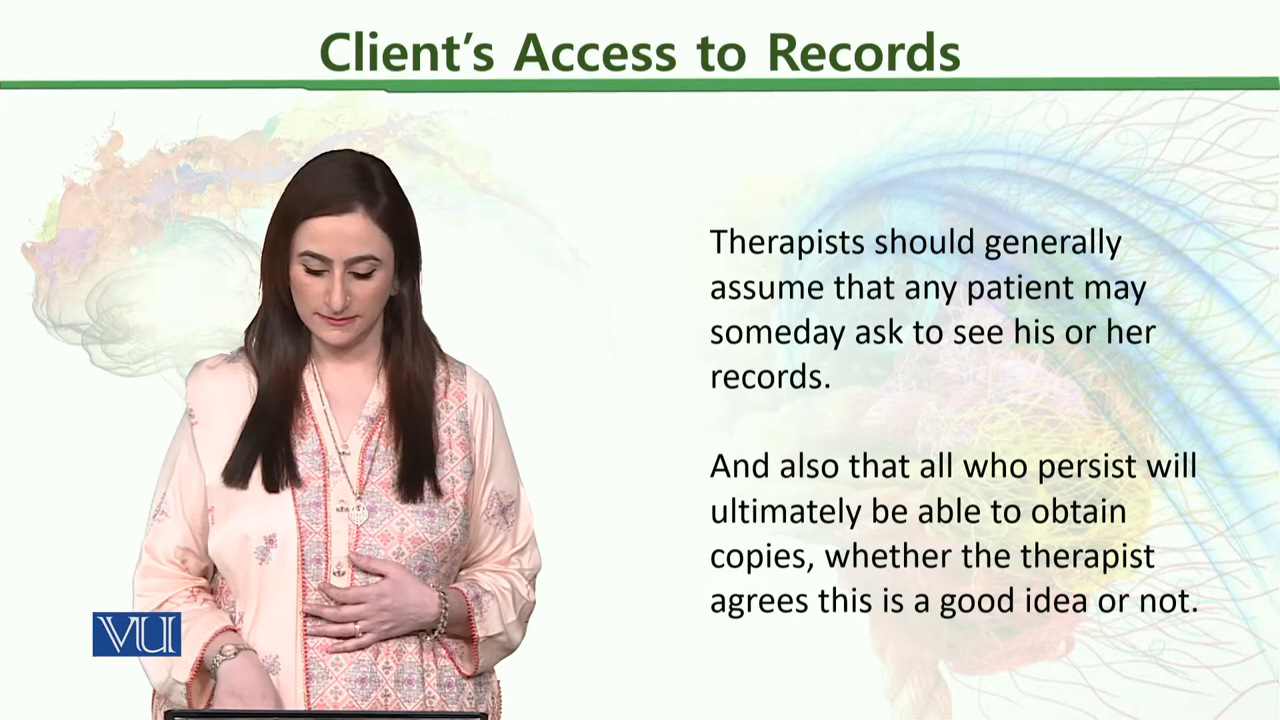 Client’s Access to Records
Therapists should generally
assume that any patient may
someday ask to see his or her
records.
And also that all who persist will
ultimately be able to obtain
copies, whether the therapist
agrees this is a good idea or not.
VU